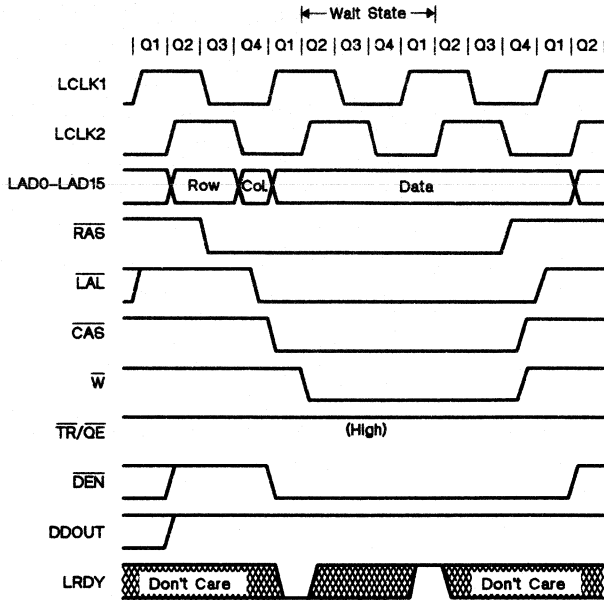 Wait State
Q1 Q2 Q3 Q4 Q1 Q2 Q3 Q4 Q1 Q2 Q3 Q4 Q1 Q2
LCLK1
LCLK2
LAD0-LAD15 Row Col. Data
RAS
LAL
CAS
W
TR/QE (High)
DEN
DDOUT
LRDY Don't Care Don't Care